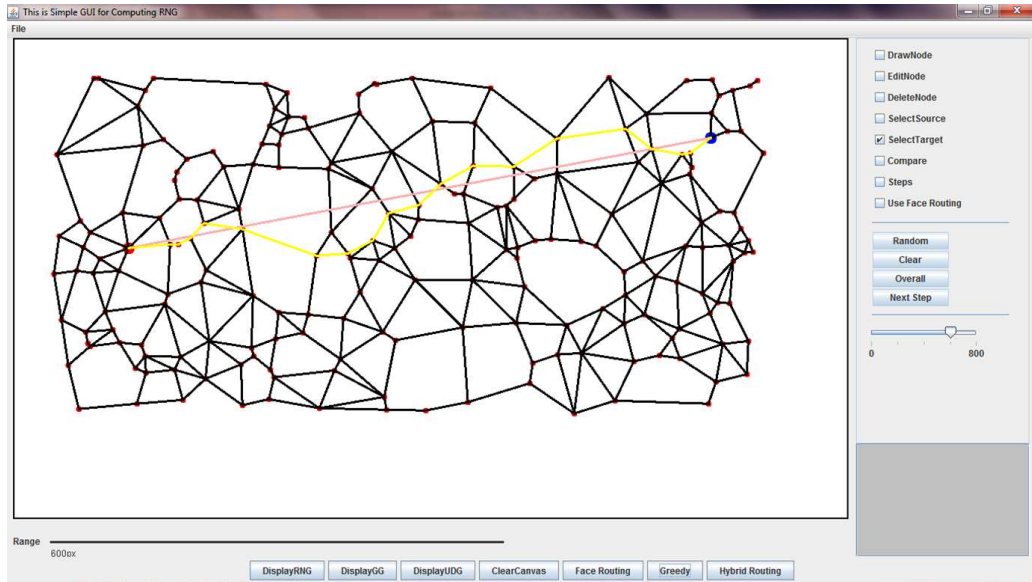 This is Simple GUI for Computing RNG
File
DrawNode
EditNode
DeleteNode
SelectSource
SelectTarget
Compare
Steps
Use Face Routing
Random
Clear
Overall
Next Step
0 800
Range
600px
DisplayRNG DisplayGG DisplayUDG ClearCanvas Face Routing Greedy Hybrid Routing